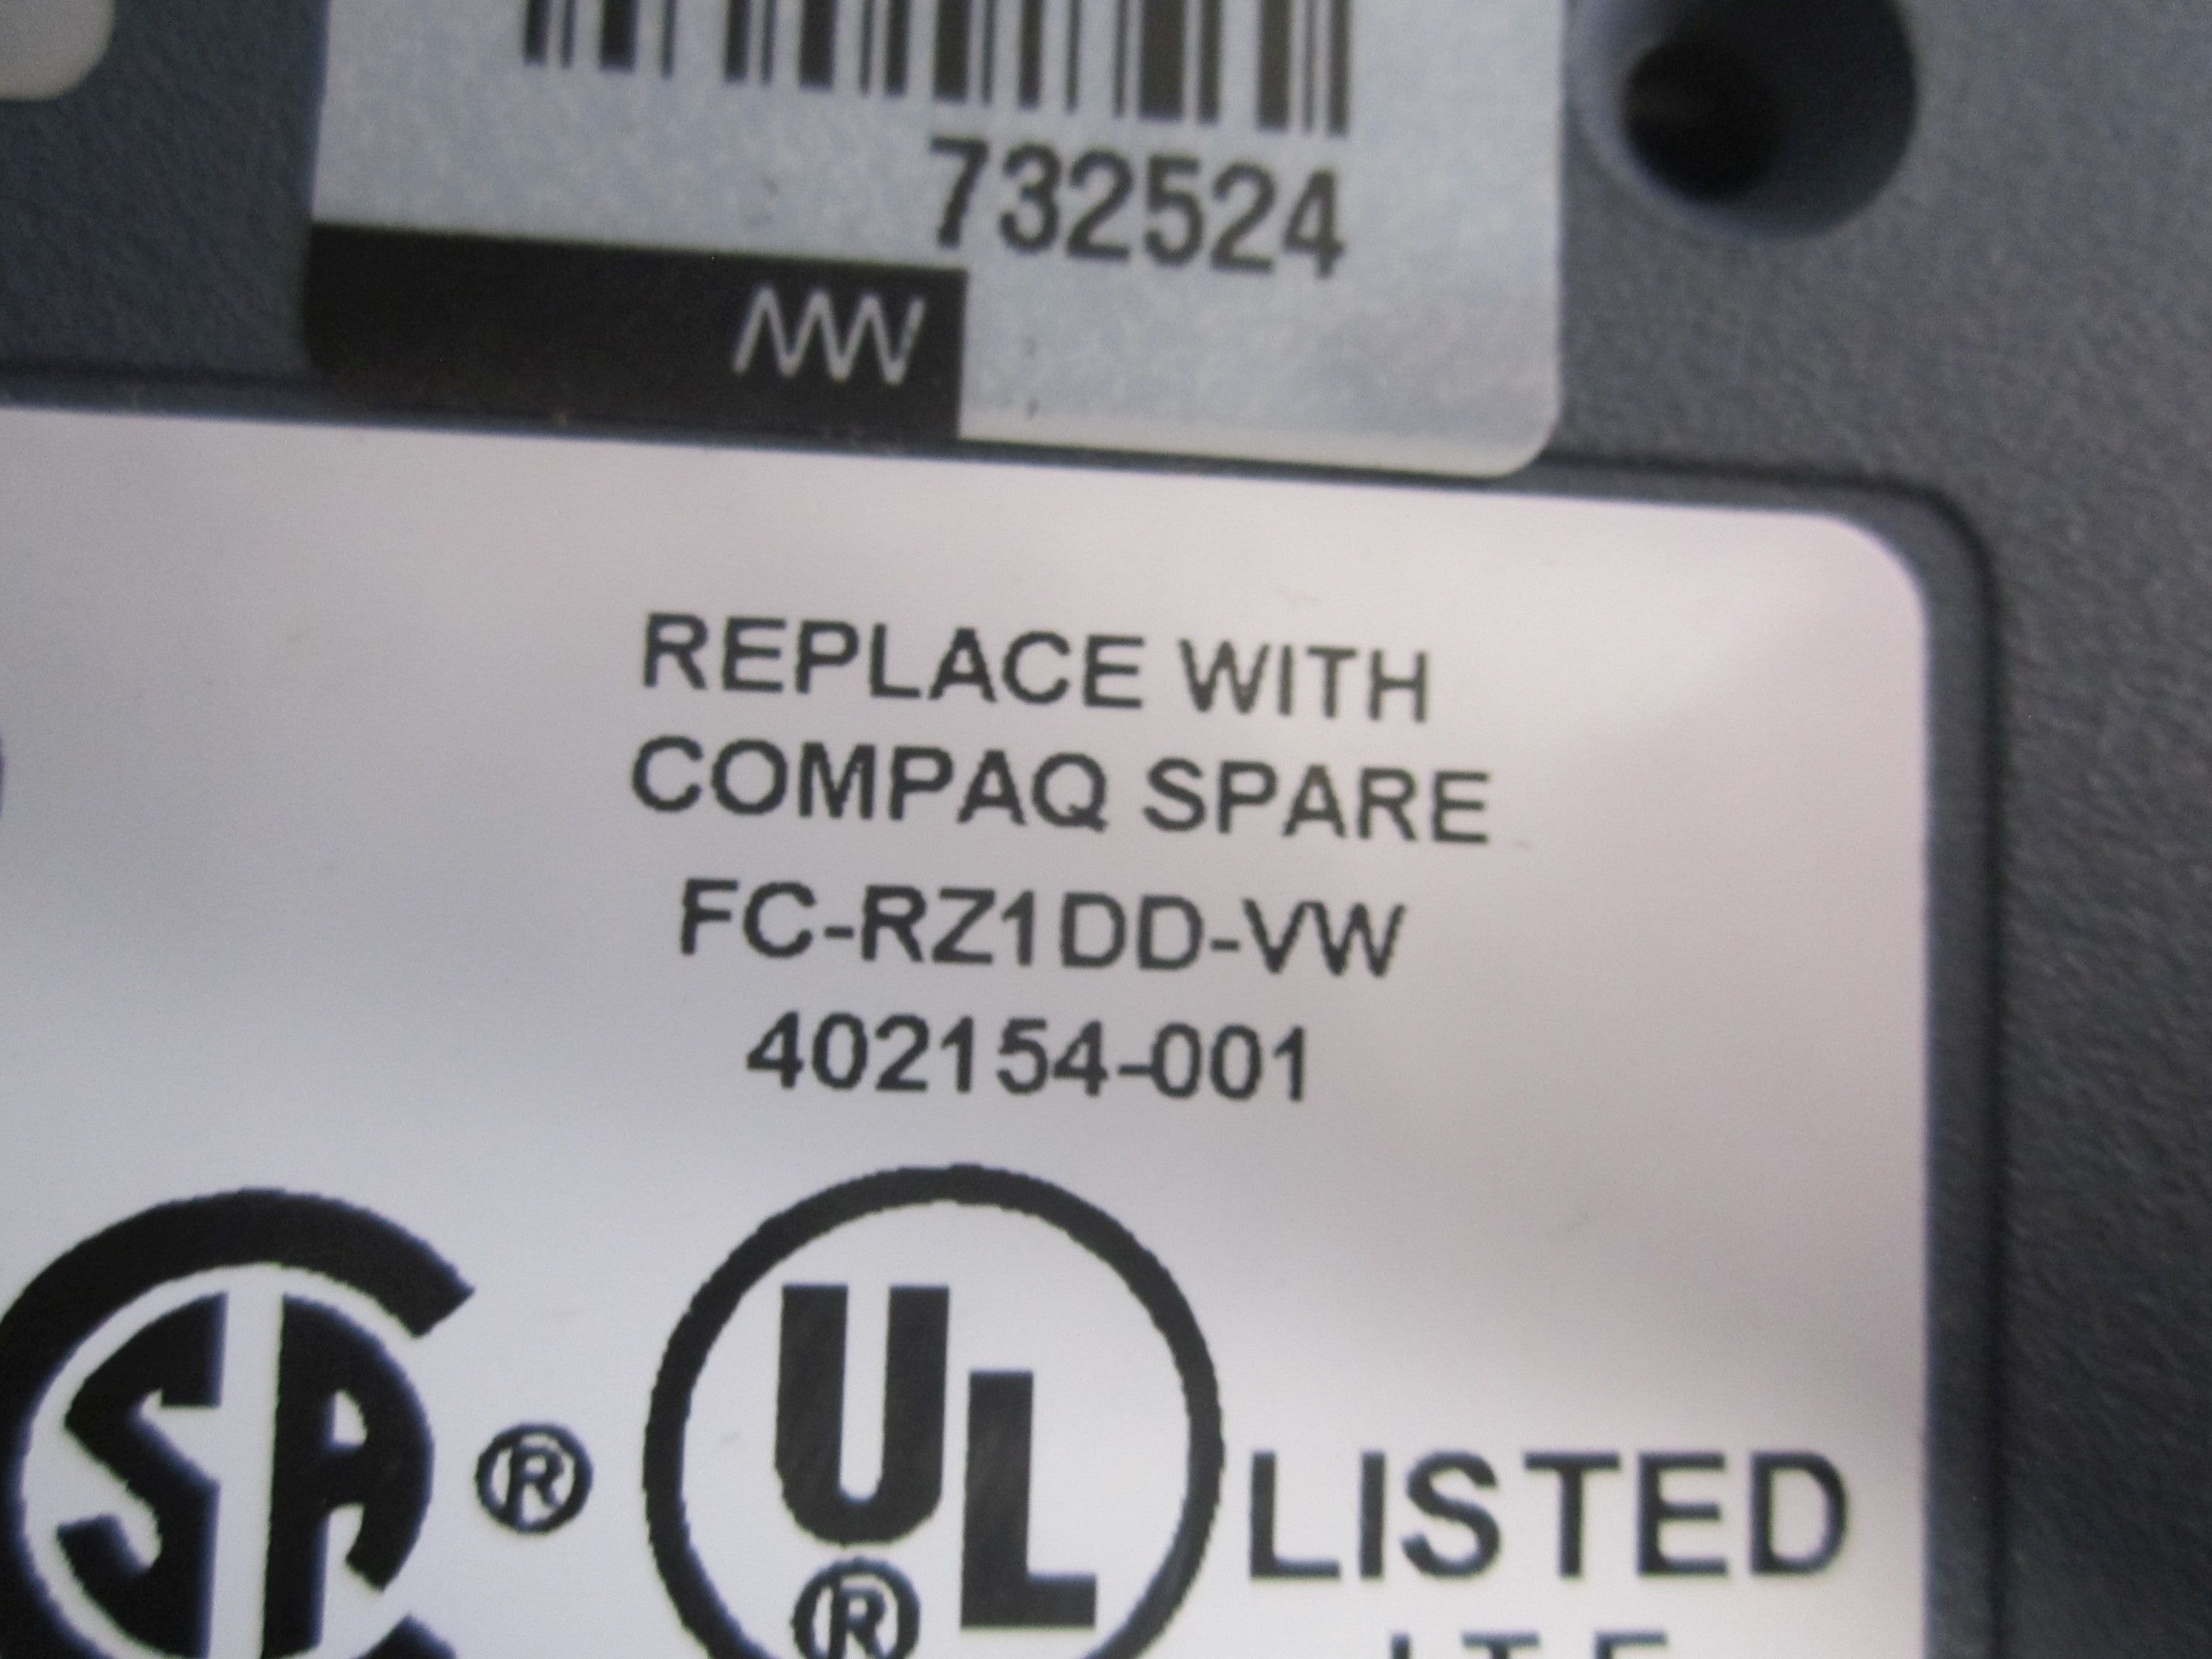 732524
REPLACE WITH
COMPAQ SPARE
FC-RZ1DD-VW
402154-001
SA ® UL ® LISTED
I.T.E.